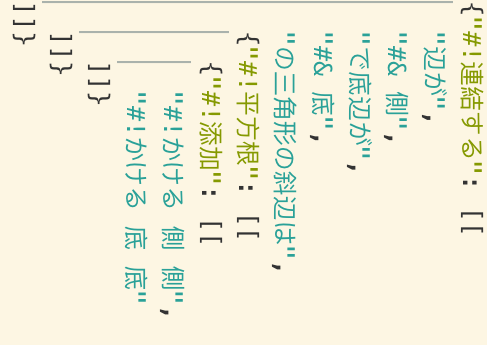 {"#!連結する": [[
"辺が",
"#& 側",
"で底辺が",
"#& 底",
"の三角形の斜辺は",
{"#!平方根": [[
{"#!添加": [[
"#!かける 側 側",
"#!かける 底 底"
]]}
]]}
]]}